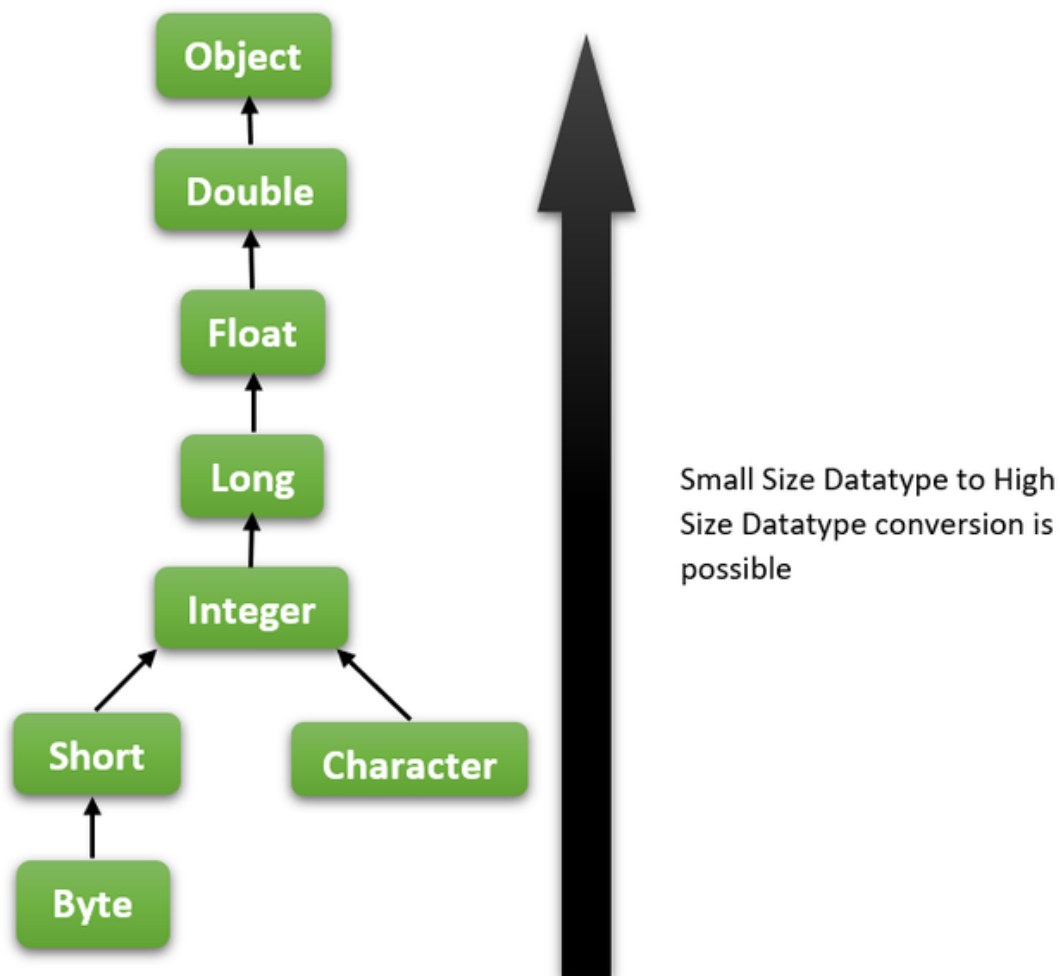 Object
Double
Float
Long
Small Size Datatype to High
Size Datatype conversion is
possible
Integer
Short
Character
Byte